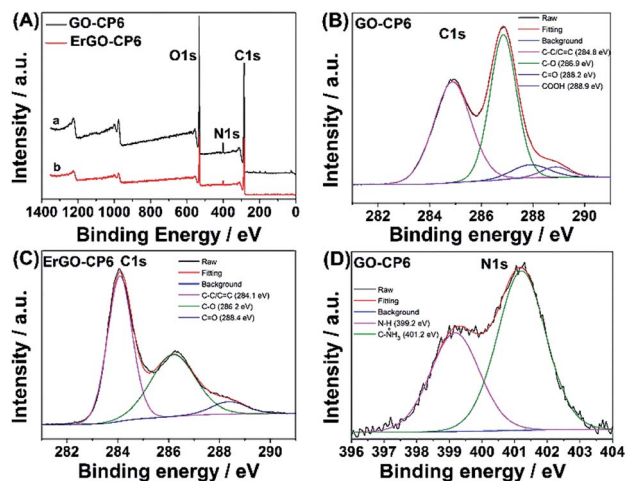 (A)
GO-CP6
ErGO-CP6
O1s
C1s
N1s
a
b
Intensity / a.u.
1400 1200 1000 800 600 400 200 0
Binding Energy / eV
(B)
GO-CP6
C1s
Raw
Fitting
Background
C-C/C=C (284.8 eV)
C-O (286.9 eV)
C=O (288.2 eV)
COOH (288.9 eV)
Intensity / a.u.
282 284 286 288 290
Binding Energy / eV
(C)
ErGO-CP6 C1s
Raw
Fitting
Background
C-C/C=C (284.1 eV)
C-O (286.2 eV)
C=O (288.4 eV)
Intensity / a.u.
282 284 286 288 290
Binding energy / eV
(D)
GO-CP6
N1s
Raw
Fitting
Background
N-H (399.2 eV)
C-N+H3 (401.2 eV)
Intensity / a.u.
396 397 398 399 400 401 402 403 404
Binding energy / eV